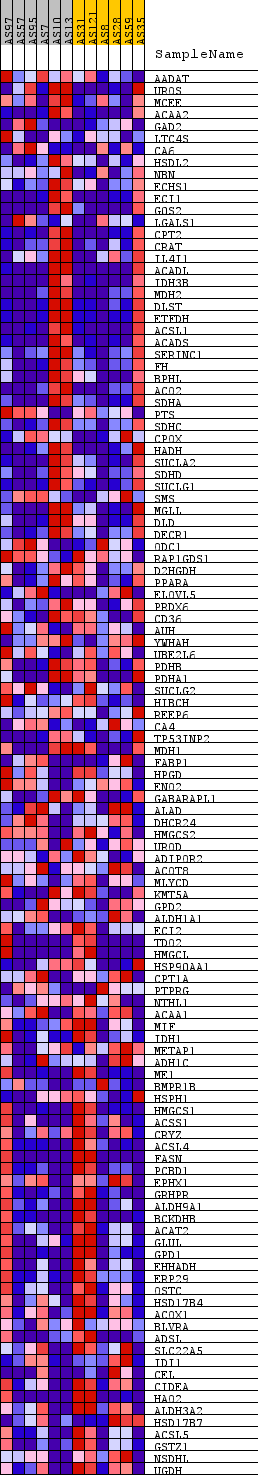 AS97
AS57
AS55
AS7
AS10
AS13
AS31
AS121
AS8
AS28
AS59
AS35
SampleName
AADAT
UROS
MCEE
ACAA2
GAD2
LTC4S
CA6
HSDL2
NBN
ECHS1
ECI1
GOS2
LGALS1
CPT2
CRAT
IL4I1
ACADL
IDH3B
MDH2
DLST
ETFDH
ACSL1
ACADS
SERINC1
FH
BPHL
ACO2
SDHA
PTS
SDHC
CPOX
HADH
SUCLA2
SDHD
SUCLG1
SMS
MGLL
DLD
DECR1
ODC1
RAP1GDS1
D2HGDH
PPARA
ELOVL5
PRDX6
CD36
AUH
YWHAH
UBE2L6
PDHB
PDHA1
SUCLG2
HIBCH
REEP6
CA4
TP53INP2
MDH1
FABP1
HPGD
ENO2
GABARAPL1
ALAD
DHCR24
HMGCS2
UROD
ADIPOR2
ACOT8
MLYCD
KMT5A
GPD2
ALDH1A1
ECI2
TDO2
HMGCL
HSP90AA1
CPT1A
PTPRG
NTHL1
ACAA1
MIF
IDH1
METAP1
ADH1C
ME1
BMPR1B
HSPH1
HMGCS1
ACSS1
CRYZ
ACSL4
FASN
PCBD1
EPHX1
GRHPR
ALDH9A1
BCKDHB
ACAT2
GLUL
GPD1
EHHADH
ERP29
OSTC
HSD17B4
ACOX1
BLVRA
ADSL
SLC22A5
IDI1
CEL
CIDEA
HAO2
ALDH3A2
HSD17B7
ACSL5
GSTZ1
NSDHL
UGDH